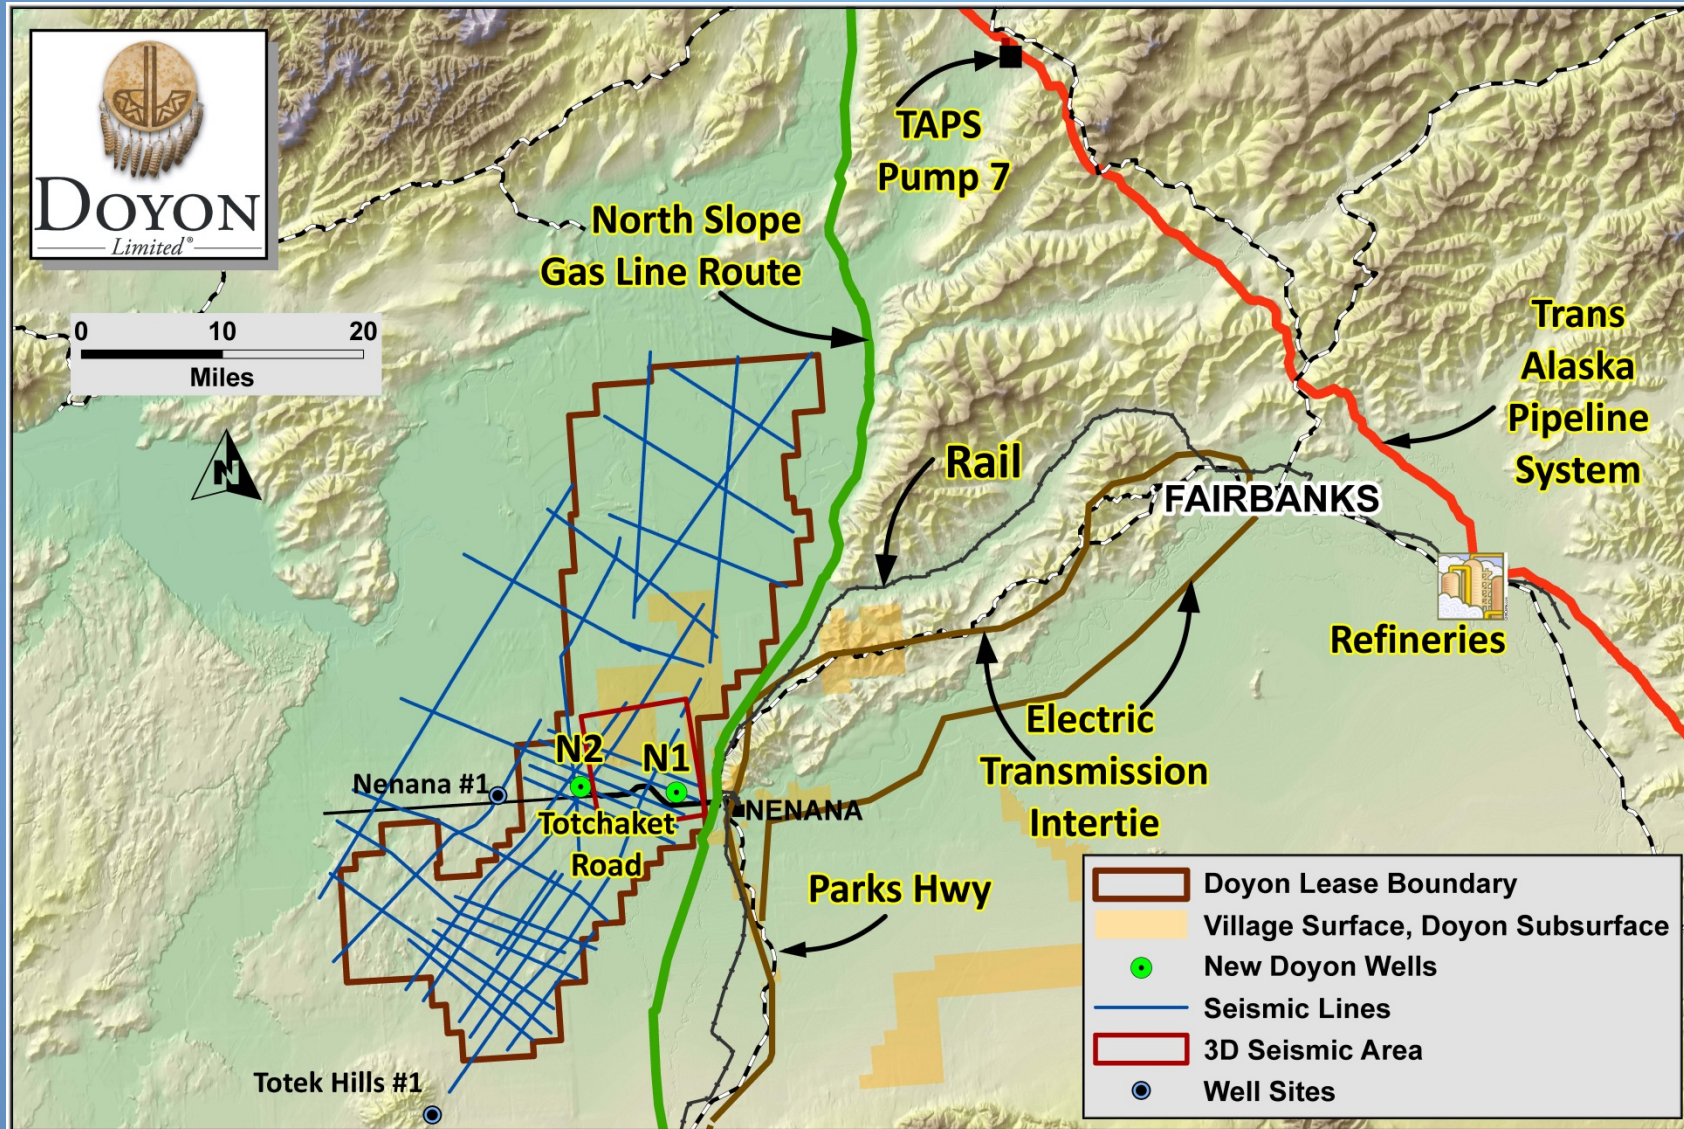 DOYON
Limited®
TAPS
Pump 7
North Slope
Gas Line Route
0 10 20
Miles
Trans
Alaska
Pipeline
System
N
Rail
FAIRBANKS
Refineries
Electric
Transmission
Intertie
N2
N1
Nenana #1
NENANA
Totchaket
Road
Parks Hwy
Totek Hills #1
Doyon Lease Boundary
Village Surface, Doyon Subsurface
New Doyon Wells
Seismic Lines
3D Seismic Area
Well Sites